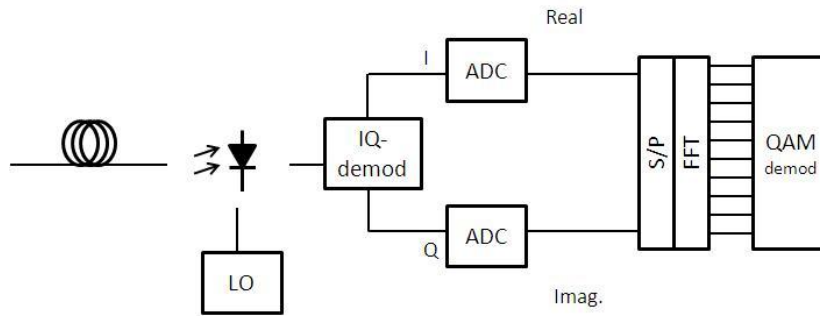 Real
I
ADC
IQ-
demod
LO
Q
ADC
Imag.
S/P
FFT
QAM
demod